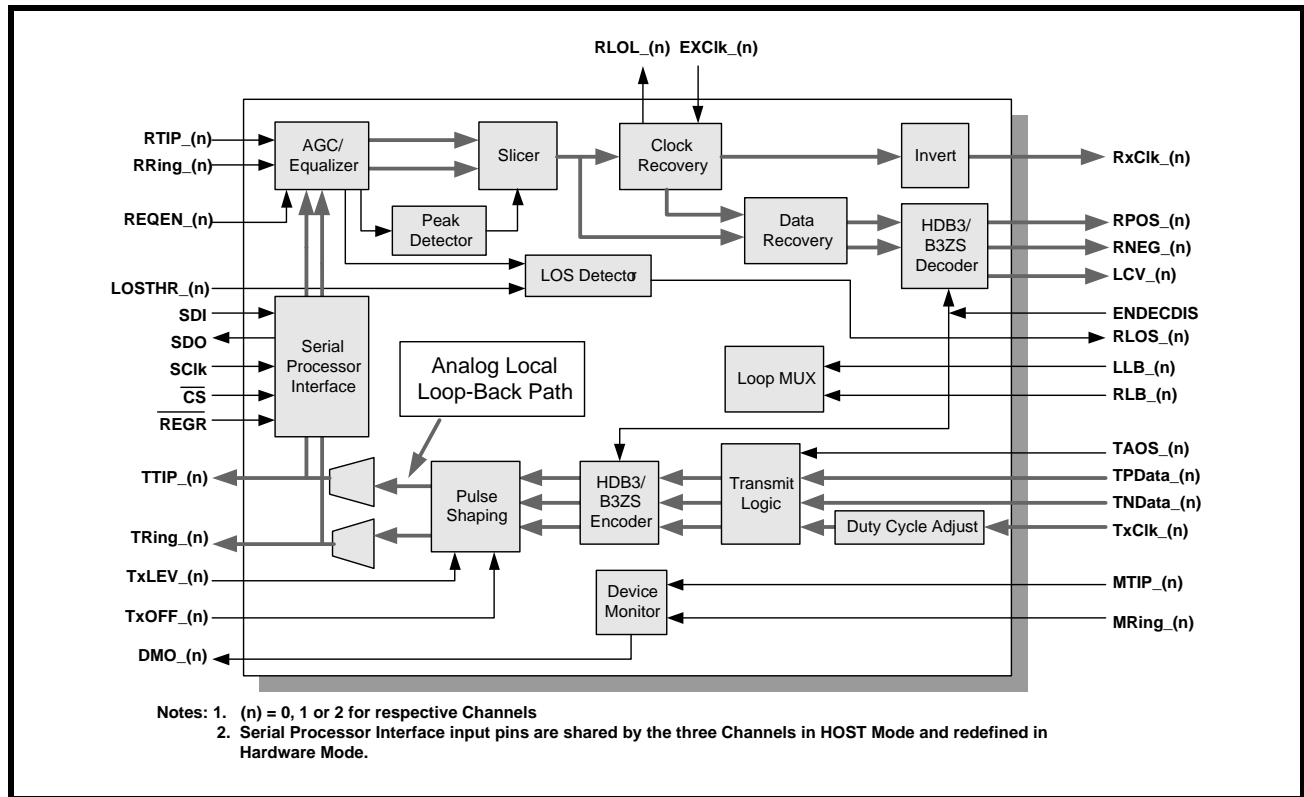 RLOL_(n) EXClk_(n)
RTIP_(n)
RRing_(n)
REQEN_(n)
LOSTHR_(n)
SDI
SDO
SClk
CS
REGR
TTIP_(n)
TRing_(n)
TxLEV_(n)
TxOFF_(n)
DMO_(n)
AGC/
Equalizer
Slicer
Clock
Recovery
Invert
Peak
Detector
Data
Recovery
HDB3/
B3ZS
Decoder
LOS Detector
Serial
Processor
Interface
Analog Local
Loop-Back Path
Loop MUX
Pulse
Shaping
HDB3/
B3ZS
Encoder
Transmit
Logic
Duty Cycle Adjust
Device
Monitor
RxClk_(n)
RPOS_(n)
RNEG_(n)
LCV_(n)
ENDECDIS
RLOS_(n)
LLB_(n)
RLB_(n)
TAOS_(n)
TPData_(n)
TNData_(n)
TxClk_(n)
MTIP_(n)
MRing_(n)
Notes: 1. (n) = 0, 1 or 2 for respective Channels
2. Serial Processor Interface input pins are shared by the three Channels in HOST Mode and redefined in
Hardware Mode.